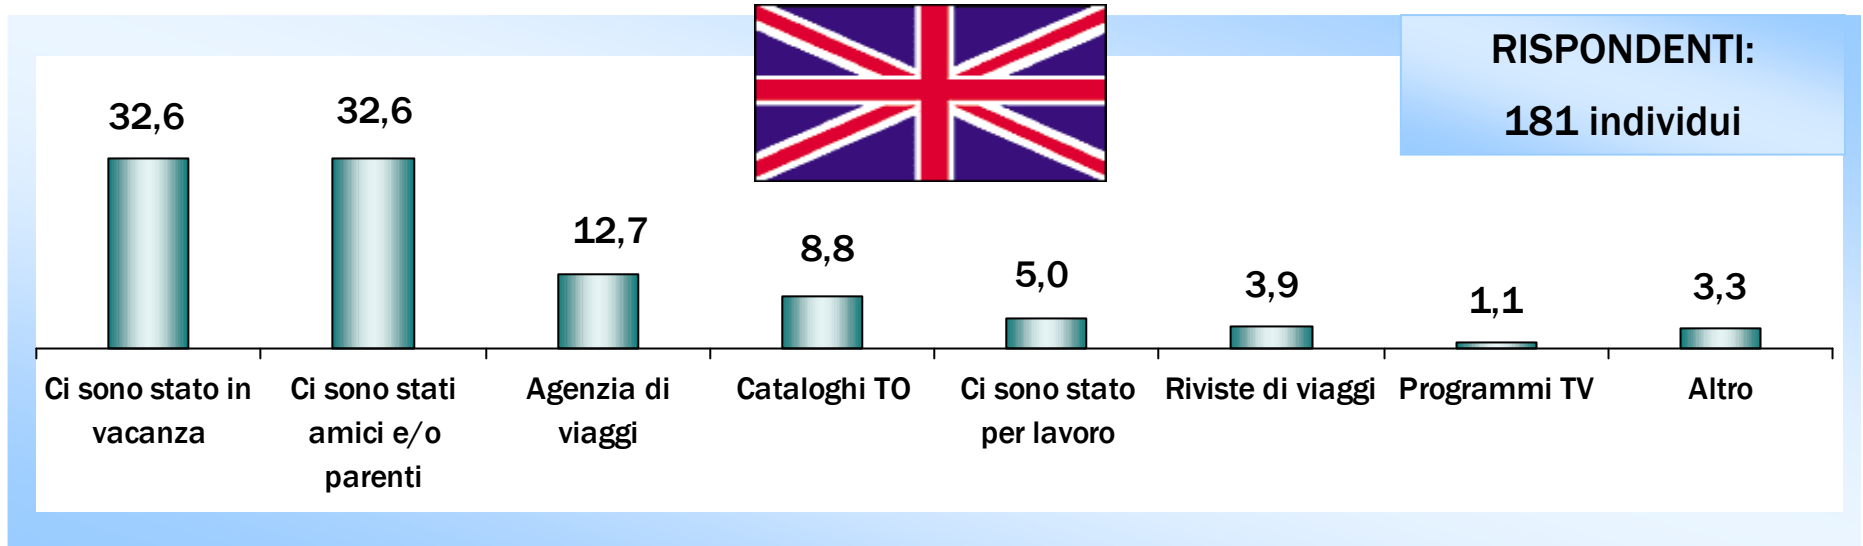 RISPONDENTI:
181 individui
32,6
32,6
12,7
8,8
5,0
3,9
1,1
3,3
Ci sono stato in
vacanza
Ci sono stati
amici e/o
parenti
Agenzia di
viaggi
Cataloghi TO
Ci sono stato
per lavoro
Riviste di viaggi
Programmi TV
Altro